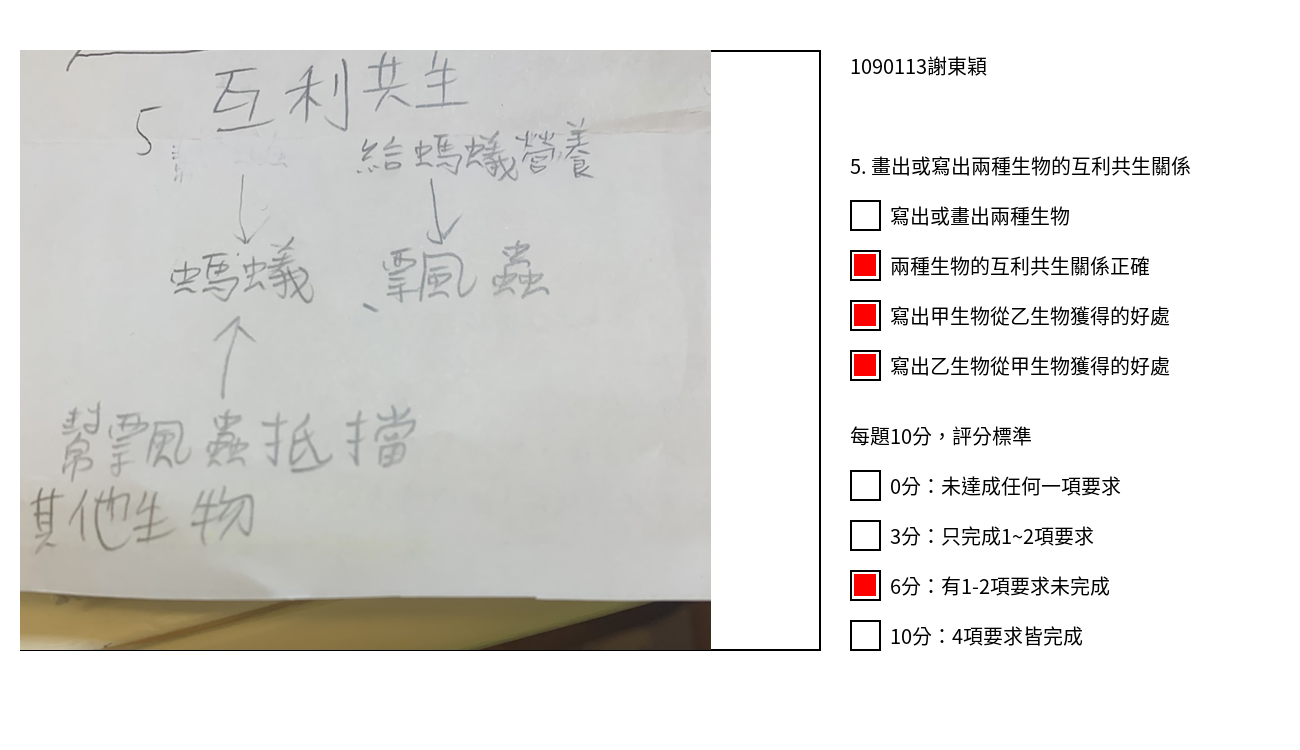 互利共生
5
給螞蟻營養
螞蟻 飄蟲
幫飄蟲抵擋
其他生物
1090113謝東穎
5. 畫出或寫出兩種生物的互利共生關係
寫出或畫出兩種生物
兩種生物的互利共生關係正確
寫出甲生物從乙生物獲得的好處
寫出乙生物從甲生物獲得的好處
每題10分，評分標準
0分：未達成任何一項要求
3分：只完成1~2項要求
6分：有1-2項要求未完成
10分：4項要求皆完成